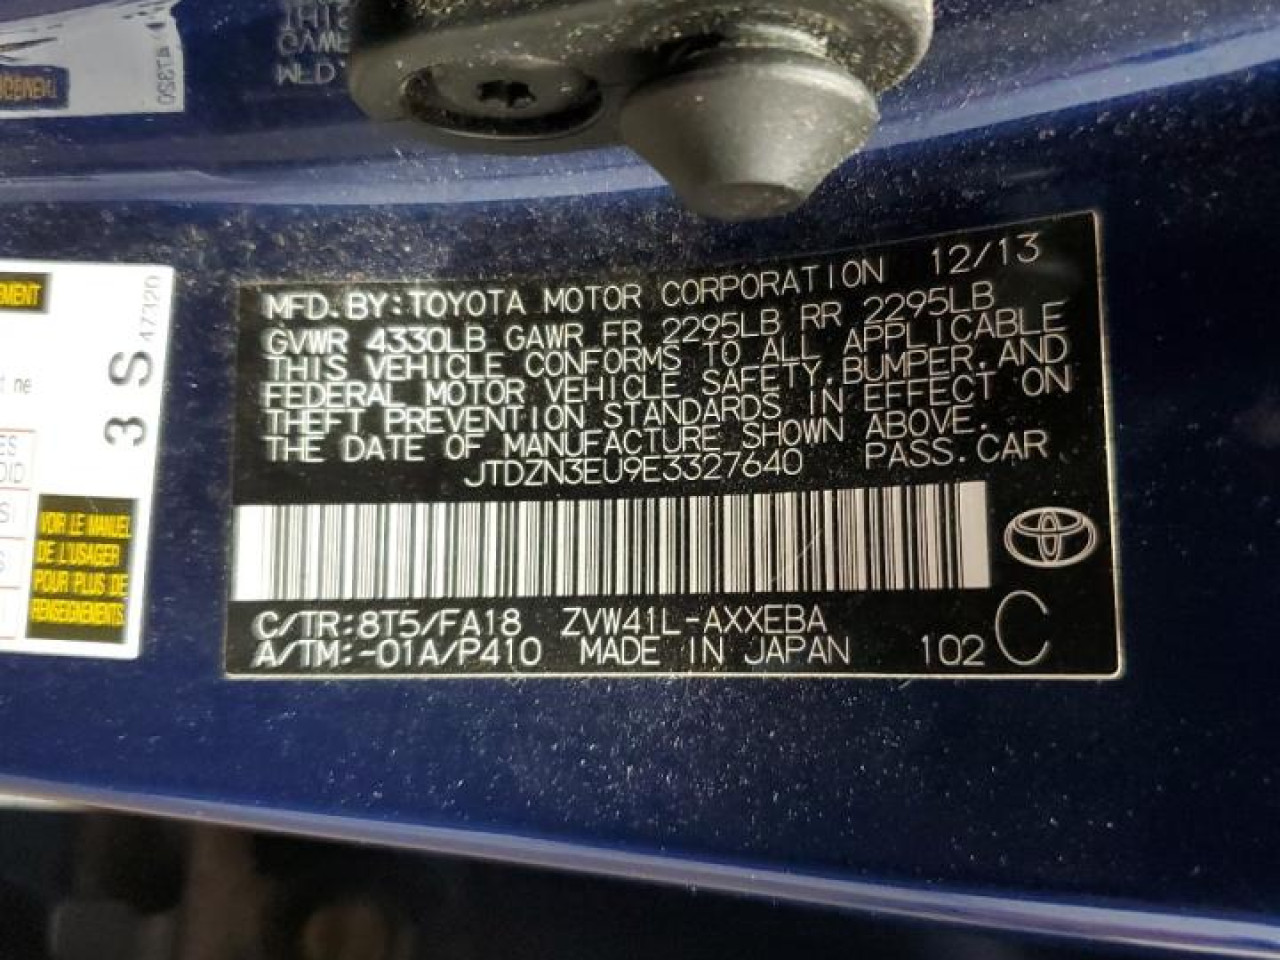 MFD. BY: TOYOTA MOTOR CORPORATION 12/13
GVWR 4330LB GAWR FR 2295LB RR 2295LB
THIS VEHICLE CONFORMS TO ALL APPLICABLE
FEDERAL MOTOR VEHICLE SAFETY, BUMPER, AND
THEFT PREVENTION STANDARDS IN EFFECT ON
THE DATE OF MANUFACTURE SHOWN ABOVE.
JTDZN3EU9E3327640 PASS. CAR
C/TR:8T5/FA18 ZVW41L-AXXEBA
A/TM:-01A/P410 MADE IN JAPAN 102 C
3 S 47320
VOIR LE MANUEL
DE L'USAGER
POUR PLUS DE
RENSEIGNEMENTS